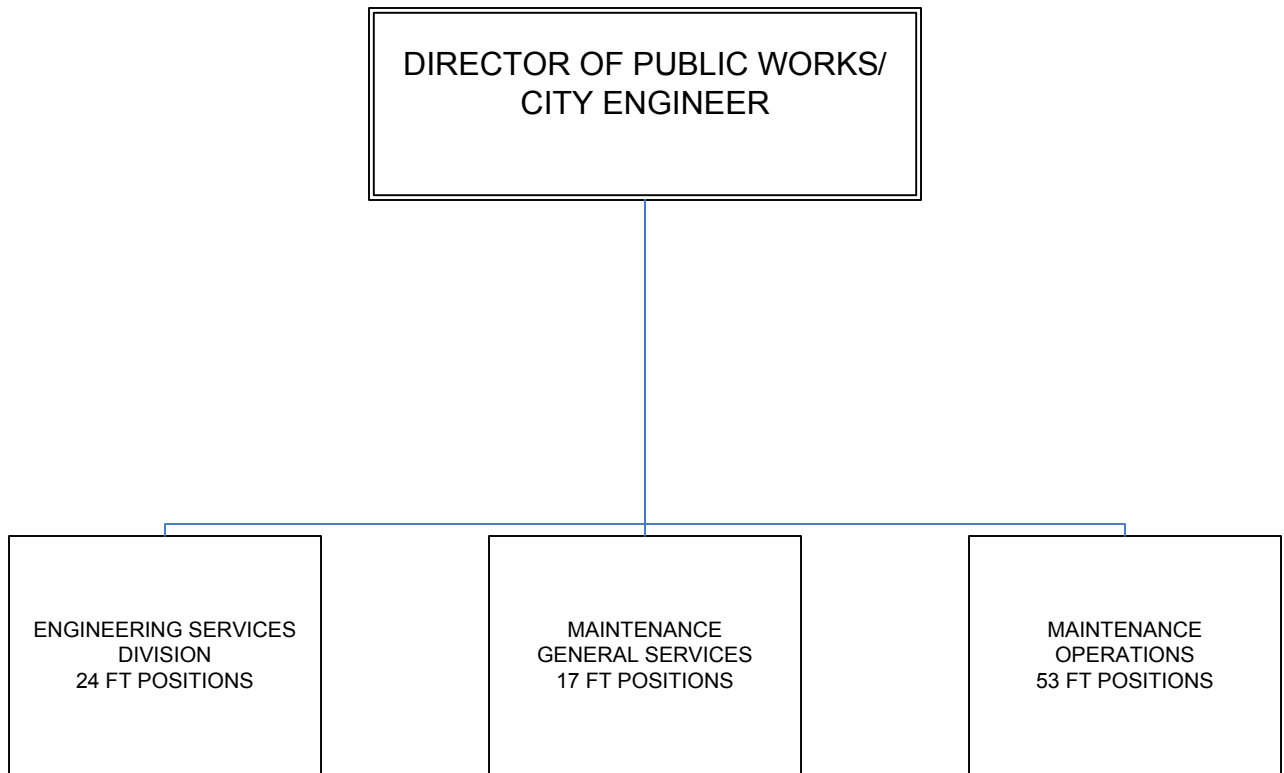 DIRECTOR OF PUBLIC WORKS/
CITY ENGINEER
ENGINEERING SERVICES
DIVISION
24 FT POSITIONS
MAINTENANCE
GENERAL SERVICES
17 FT POSITIONS
MAINTENANCE
OPERATIONS
53 FT POSITIONS